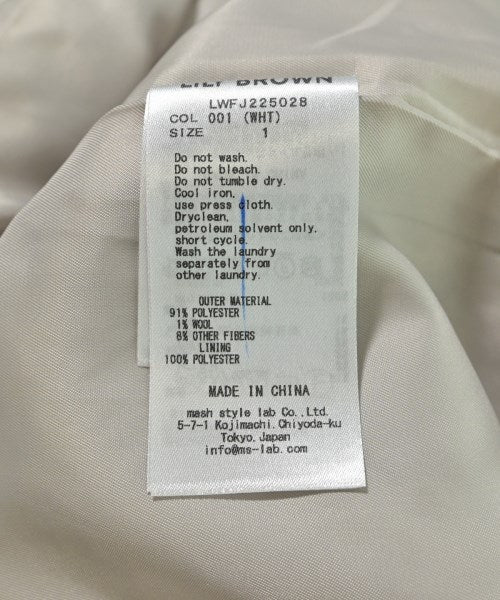 LILY BROWN
LWFJ225028
COL 001 (WHT)
SIZE 1
Do not wash.
Do not bleach.
Do not tumble dry.
Cool iron,
use press cloth.
Dryclean,
petroleum solvent only,
short cycle.
Wash the laundry
separately from
other laundry.
OUTER MATERIAL
91% POLYESTER
1% WOOL
8% OTHER FIBERS
LINING
100% POLYESTER
MADE IN CHINA
mash style lab Co., Ltd.
5-7-1 Kojimachi, Chiyoda-ku
Tokyo, Japan
info@ms-lab.com